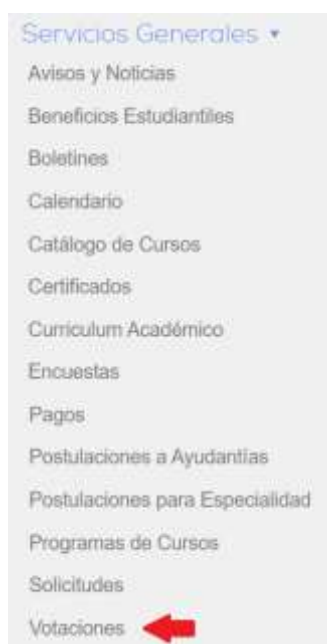 Servicios Generales
Avisos y Noticias
Beneficios Estudiantiles
Boletines
Calendario
Catálogo de Cursos
Certificados
Curriculum Académico
Encuestas
Pagos
Postulaciones a Ayudantías
Postulaciones para Especialidad
Programas de Cursos
Solicitudes
Votaciones